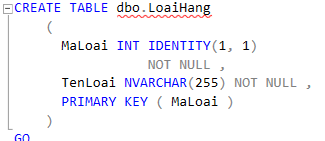 CREATE TABLE dbo.LoaiHang
(
MaLoai INT IDENTITY(1, 1)
NOT NULL ,
TenLoai NVARCHAR(255) NOT NULL ,
PRIMARY KEY ( MaLoai )
)
GO